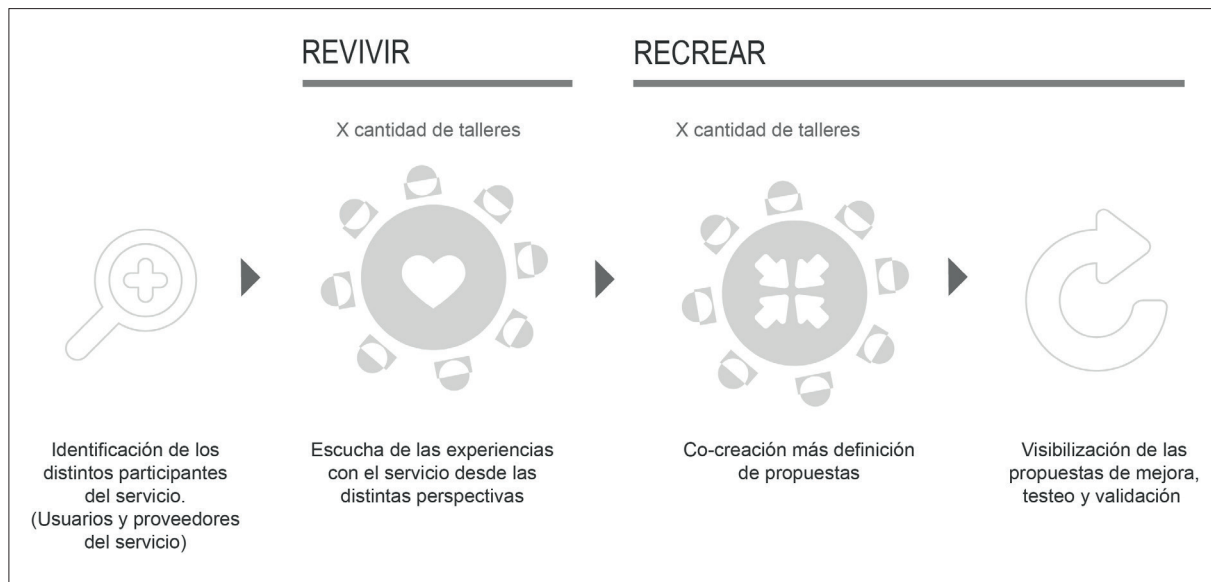 REVIVIR
RECREAR
X cantidad de talleres
X cantidad de talleres
Identificación de los
distintos participantes
del servicio.
(Usuarios y proveedores
del servicio)
Escucha de las experiencias
con el servicio desde las
distintas perspectivas
Co-creación más definición
de propuestas
Visibilización de las
propuestas de mejora,
testeo y validación